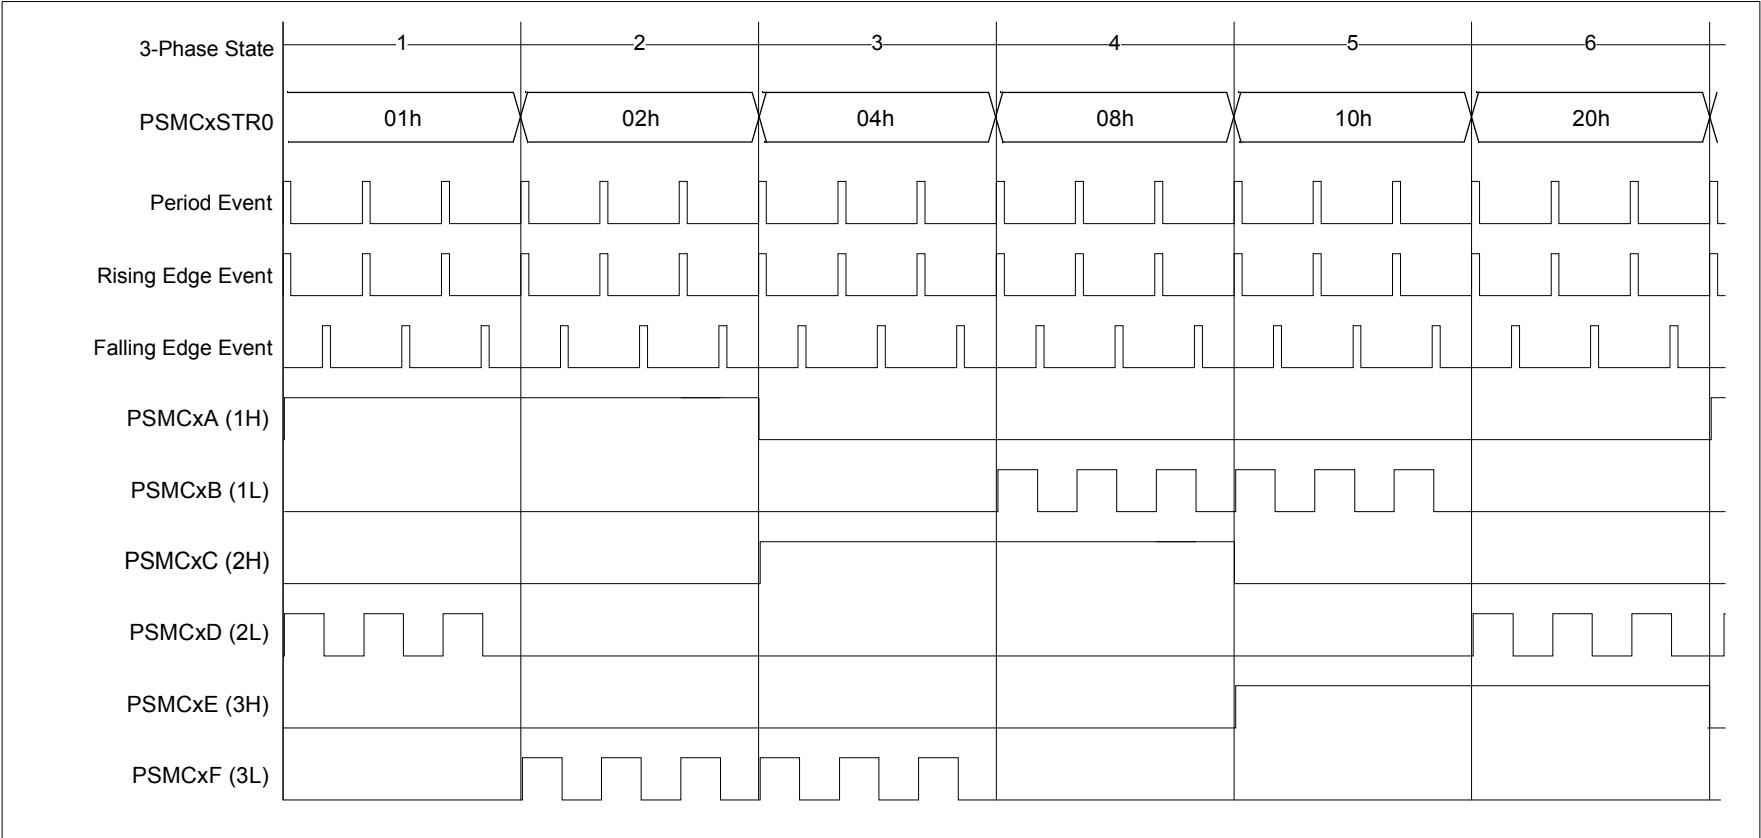 3-Phase State 1 2 3 4 5 6
PSMCxSTR0 01h 02h 04h 08h 10h 20h
Period Event
Rising Edge Event
Falling Edge Event
PSMCxA (1H)
PSMCxB (1L)
PSMCxC (2H)
PSMCxD (2L)
PSMCxE (3H)
PSMCxF (3L)